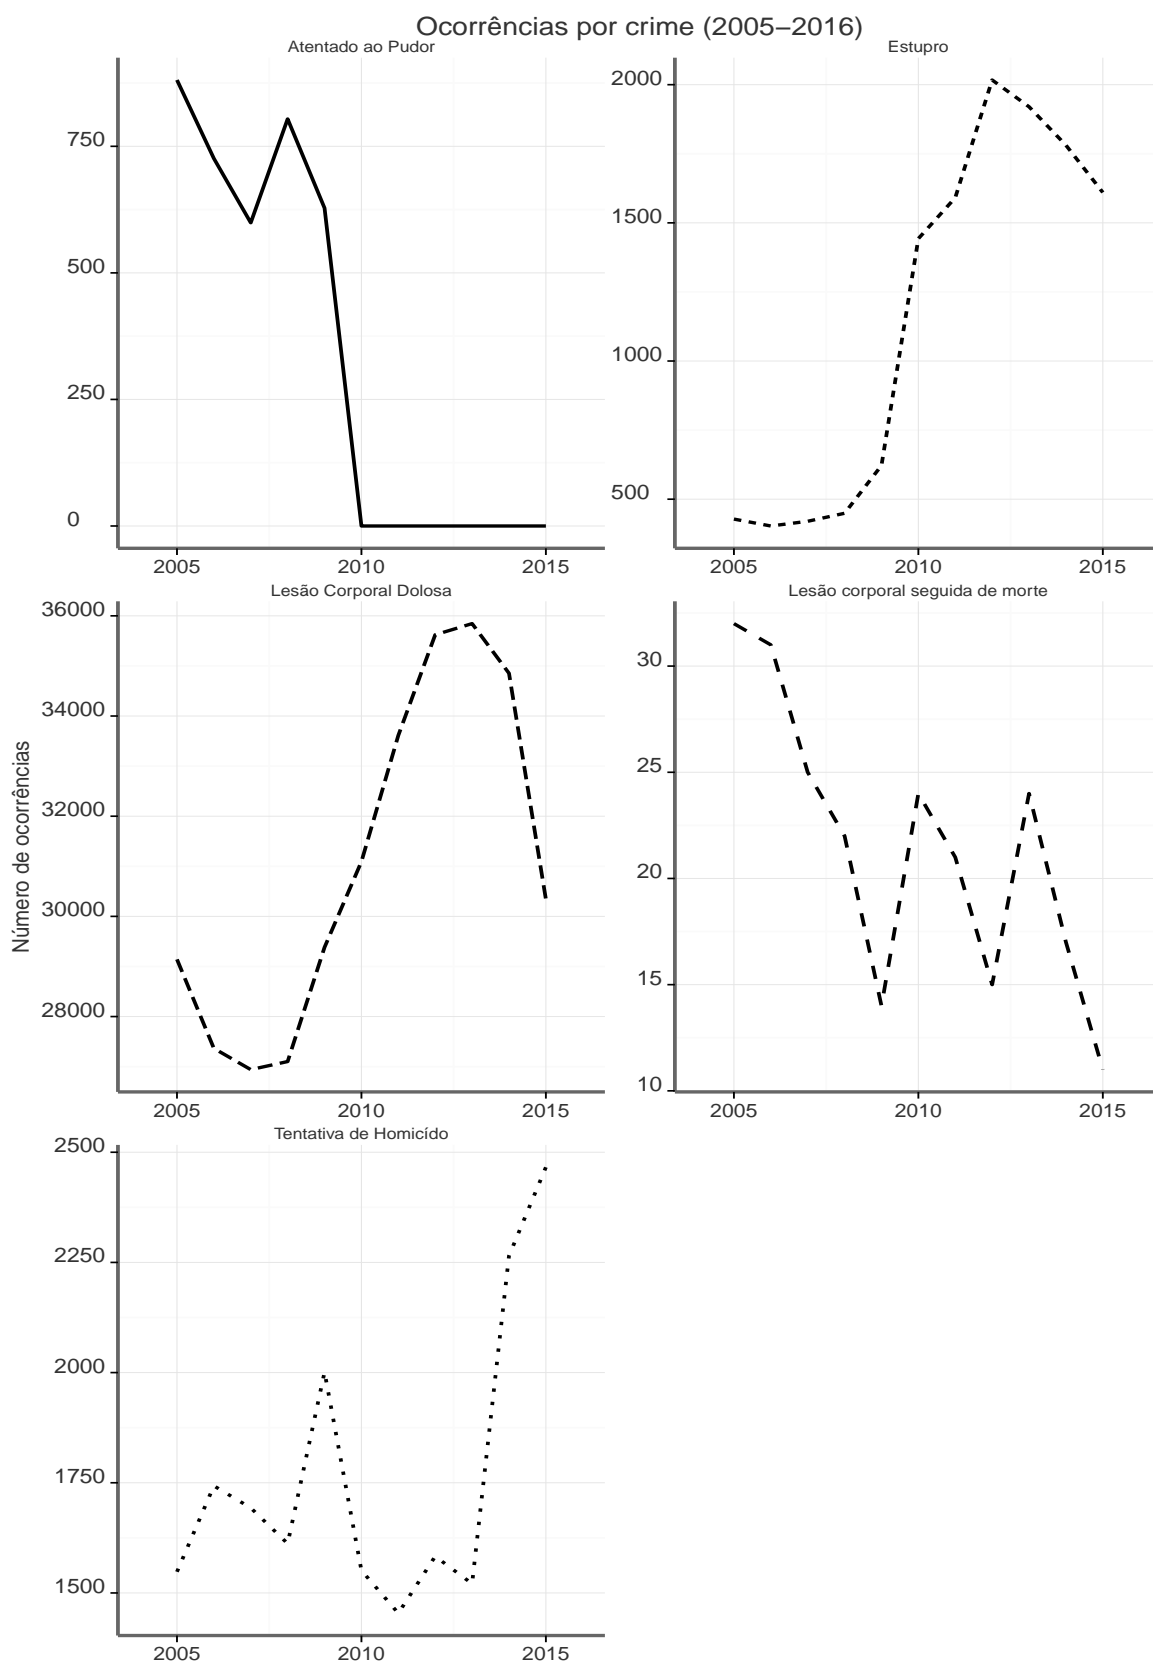 Ocorrências por crime (2005–2016)
Atentado ao Pudor
750
500
250
0
2005 2010 2015
Estupro
2000
1500
1000
500
2005 2010 2015
Número de ocorrências
Lesão Corporal Dolosa
36000
34000
32000
30000
28000
2005 2010 2015
Lesão corporal seguida de morte
30
25
20
15
10
2005 2010 2015
Tentativa de Homicído
2500
2250
2000
1750
1500
2005 2010 2015